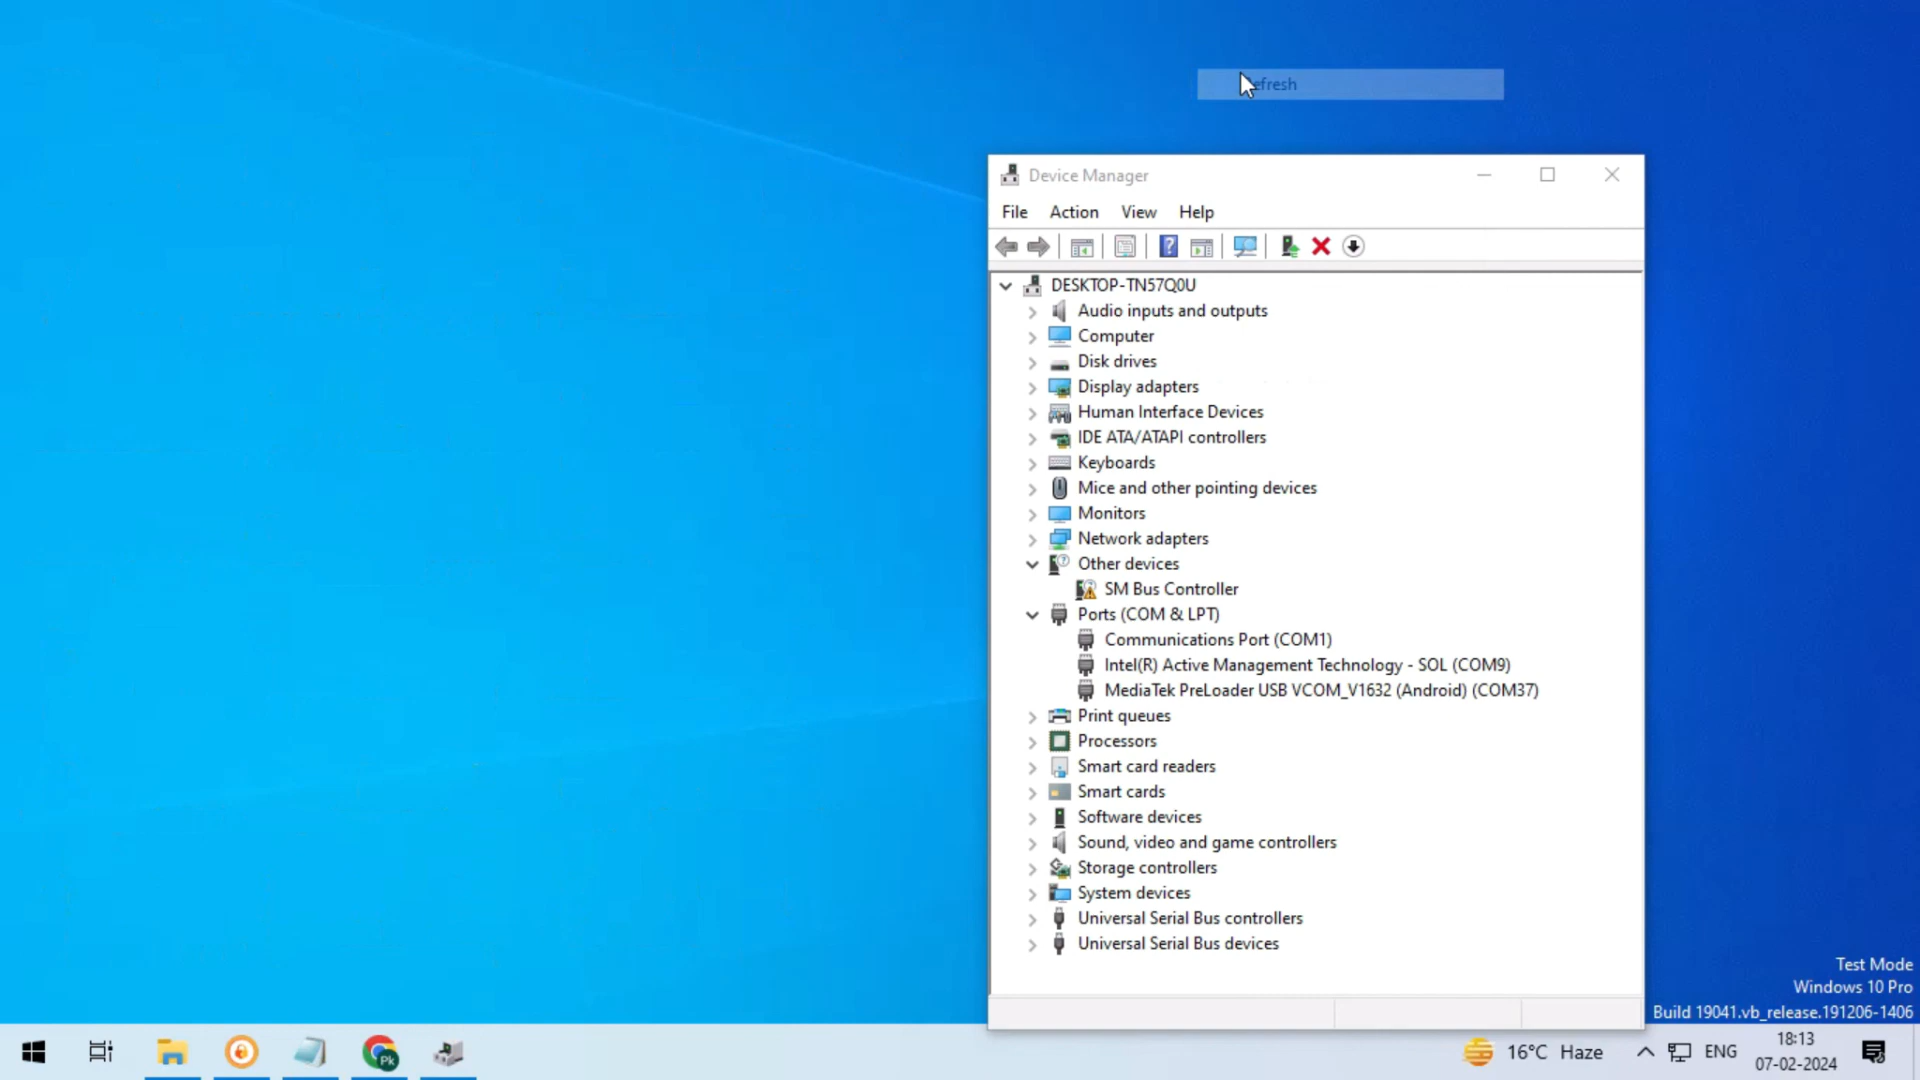 efresh
Device Manager
File Action View Help
DESKTOP-TN57Q0U
Audio inputs and outputs
Computer
Disk drives
Display adapters
Human Interface Devices
IDE ATA/ATAPI controllers
Keyboards
Mice and other pointing devices
Monitors
Network adapters
Other devices
SM Bus Controller
Ports (COM & LPT)
Communications Port (COM1)
Intel(R) Active Management Technology - SOL (COM9)
MediaTek PreLoader USB VCOM_V1632 (Android) (COM37)
Print queues
Processors
Smart card readers
Smart cards
Software devices
Sound, video and game controllers
Storage controllers
System devices
Universal Serial Bus controllers
Universal Serial Bus devices
Test Mode
Windows 10 Pro
Build 19041.vb_release.191206-1406
Pk
16°C Haze
ENG
18:13
07-02-2024